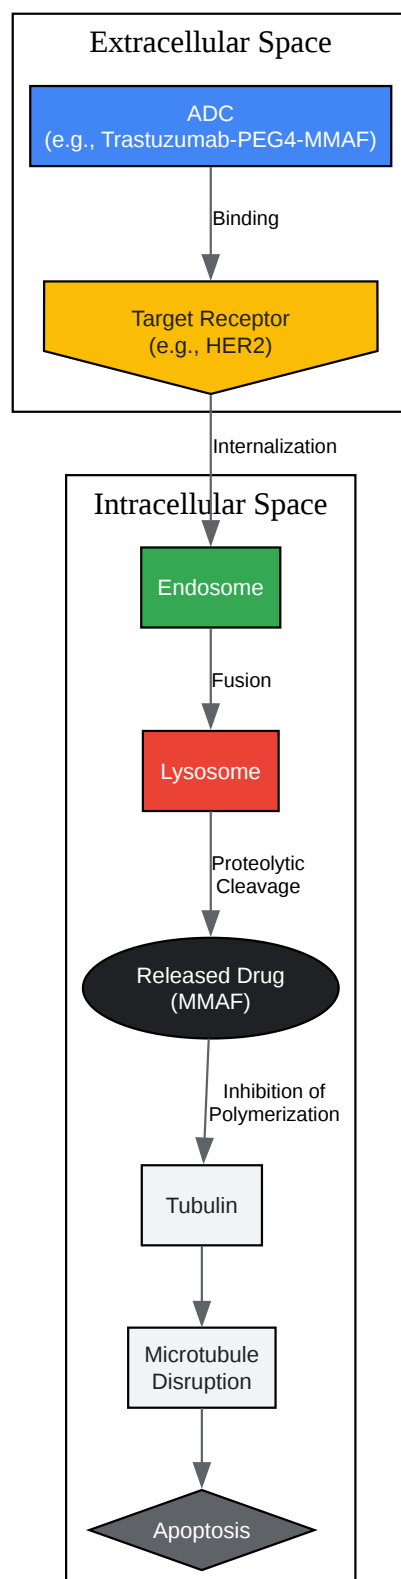 Extracellular Space
ADC
(e.g., Trastuzumab-PEG4-MMAF)
Binding
Target Receptor
(e.g., HER2)
Internalization
Intracellular Space
Endosome
Fusion
Lysosome
Proteolytic
Cleavage
Released Drug
(MMAF)
Inhibition of
Polymerization
Tubulin
Microtubule
Disruption
Apoptosis